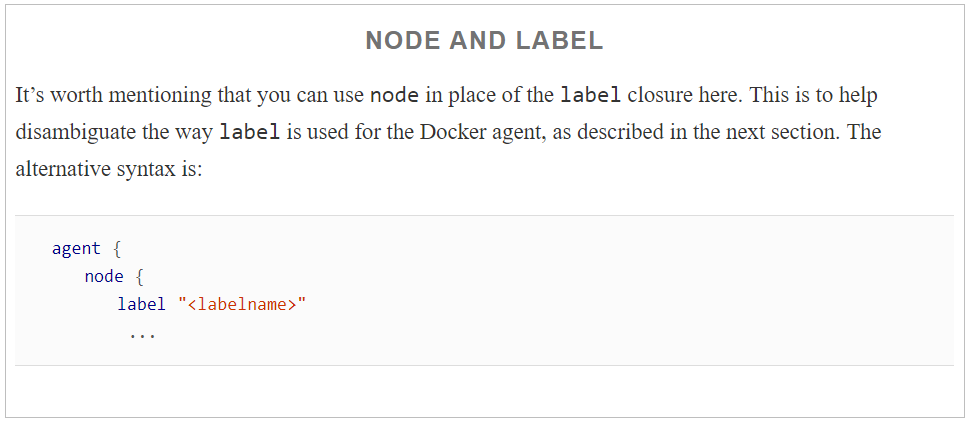 NODE AND LABEL
It’s worth mentioning that you can use node in place of the label closure here. This is to help
disambiguate the way label is used for the Docker agent, as described in the next section. The
alternative syntax is:
agent {
node {
label "<labelname>"
...